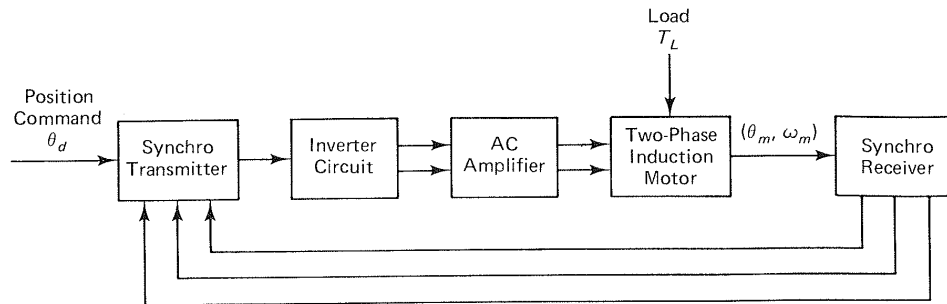 Load
T_L
Position
Command
θ_d
Synchro
Transmitter
Inverter
Circuit
AC
Amplifier
Two-Phase
Induction
Motor
(θ_m, ω_m)
Synchro
Receiver